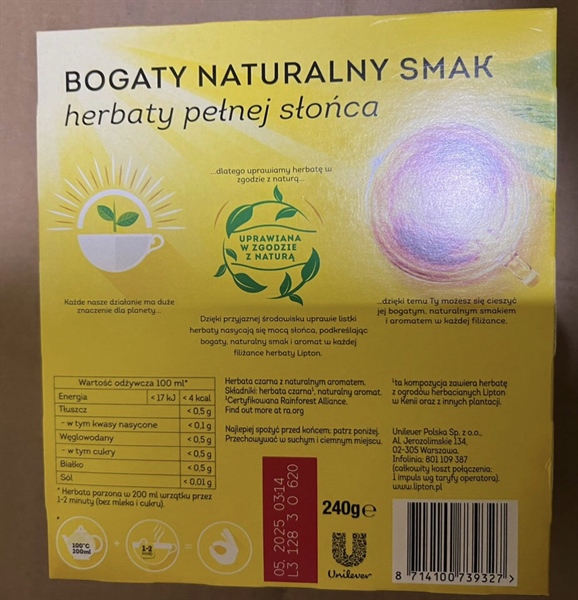 BOGATY NATURALNY SMAK
herbaty pełnej słońca
...dlatego uprawiamy herbatę w
zgodzie z naturą...
UPRAWIANA
W ZGODZIE
Z NATURĄ
Każde nasze działanie ma duże
znaczenie dla planety...
Dzięki przyjaznej środowisku uprawie listki
herbaty nasycają się mocą słońca, podkreślając
bogaty, naturalny smak i aromat w każdej
filiżance herbaty Lipton.
...dzięki temu Ty możesz się cieszyć
jej bogatym, naturalnym smakiem
i aromatem w każdej filiżance.
Wartość odżywcza 100 ml*
Energia < 17 kJ < 4 kcal
Tłuszcz < 0,5 g
- w tym kwasy nasycone < 0,1 g
Węglowodany < 0,5 g
- w tym cukry < 0,5 g
Białko < 0,5 g
Sól < 0,01 g
* Herbata parzona w 200 ml wrzątku przez
1-2 minuty (bez mleka i cukru).
Herbata czarna z naturalnym aromatem.
Składniki: herbata czarna¹, naturalny aromat.
¹Certyfikowana Rainforest Alliance.
Find out more at ra.org
Najlepiej spożyć przed końcem: patrz poniżej.
Przechowywać w suchym i ciemnym miejscu.
¹ta kompozycja zawiera herbatę
z ogrodów herbacianych Lipton
w Kenii oraz z innych plantacji.
Unilever Polska Sp. z o.o.,
Al. Jerozolimskie 134,
02-305 Warszawa.
Infolinia: 801 109 387
(całkowity koszt połączenia:
1 impuls wg taryfy operatora).
www.lipton.pl
100°C
200ml
+
1-2
=
05. 2025 03:14
L3 128 3 O 620
240g e
Unilever
8 714100 739327 >